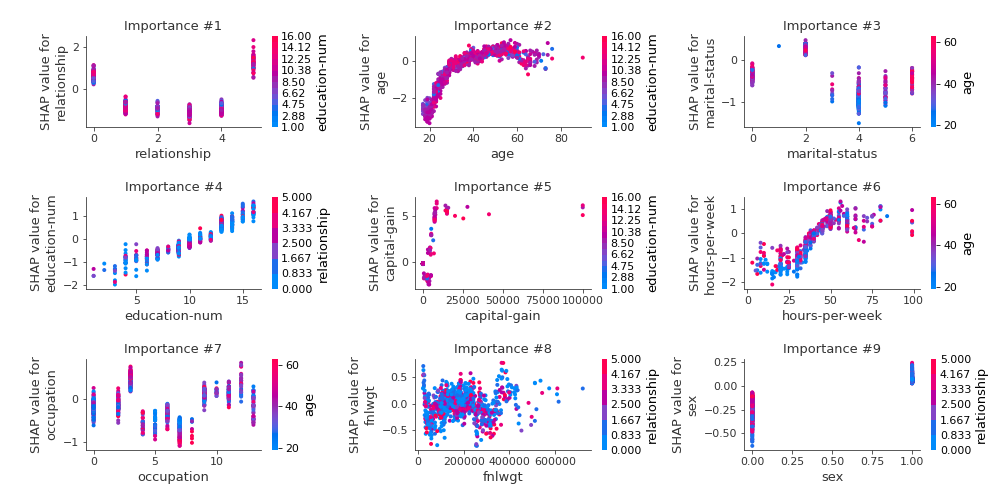 Importance #1
SHAP value for
relationship
2
0
0
2
4
relationship
16.00
14.12
12.25
10.38
8.50
6.62
4.75
2.88
1.00
education-num
Importance #2
SHAP value for
age
0
−2
20
40
60
80
age
16.00
14.12
12.25
10.38
8.50
6.62
4.75
2.88
1.00
education-num
Importance #3
SHAP value for
marital-status
0
−1
0
2
4
6
marital-status
60
40
20
age
Importance #4
SHAP value for
education-num
1
0
−1
−2
5
10
15
education-num
5.000
4.167
3.333
2.500
1.667
0.833
0.000
relationship
Importance #5
SHAP value for
capital-gain
5
0
0
25000
50000
75000
100000
capital-gain
16.00
14.12
12.25
10.38
8.50
6.62
4.75
2.88
1.00
education-num
Importance #6
SHAP value for
hours-per-week
1
0
−1
−2
0
25
50
75
100
hours-per-week
60
40
20
age
Importance #7
SHAP value for
occupation
0
−1
0
5
10
occupation
60
40
20
age
Importance #8
SHAP value for
fnlwgt
0.5
0.0
−0.5
0
200000
400000
600000
fnlwgt
5.000
4.167
3.333
2.500
1.667
0.833
0.000
relationship
Importance #9
SHAP value for
sex
0.25
0.00
−0.25
−0.50
0.00
0.25
0.50
0.75
1.00
sex
5.000
4.167
3.333
2.500
1.667
0.833
0.000
relationship